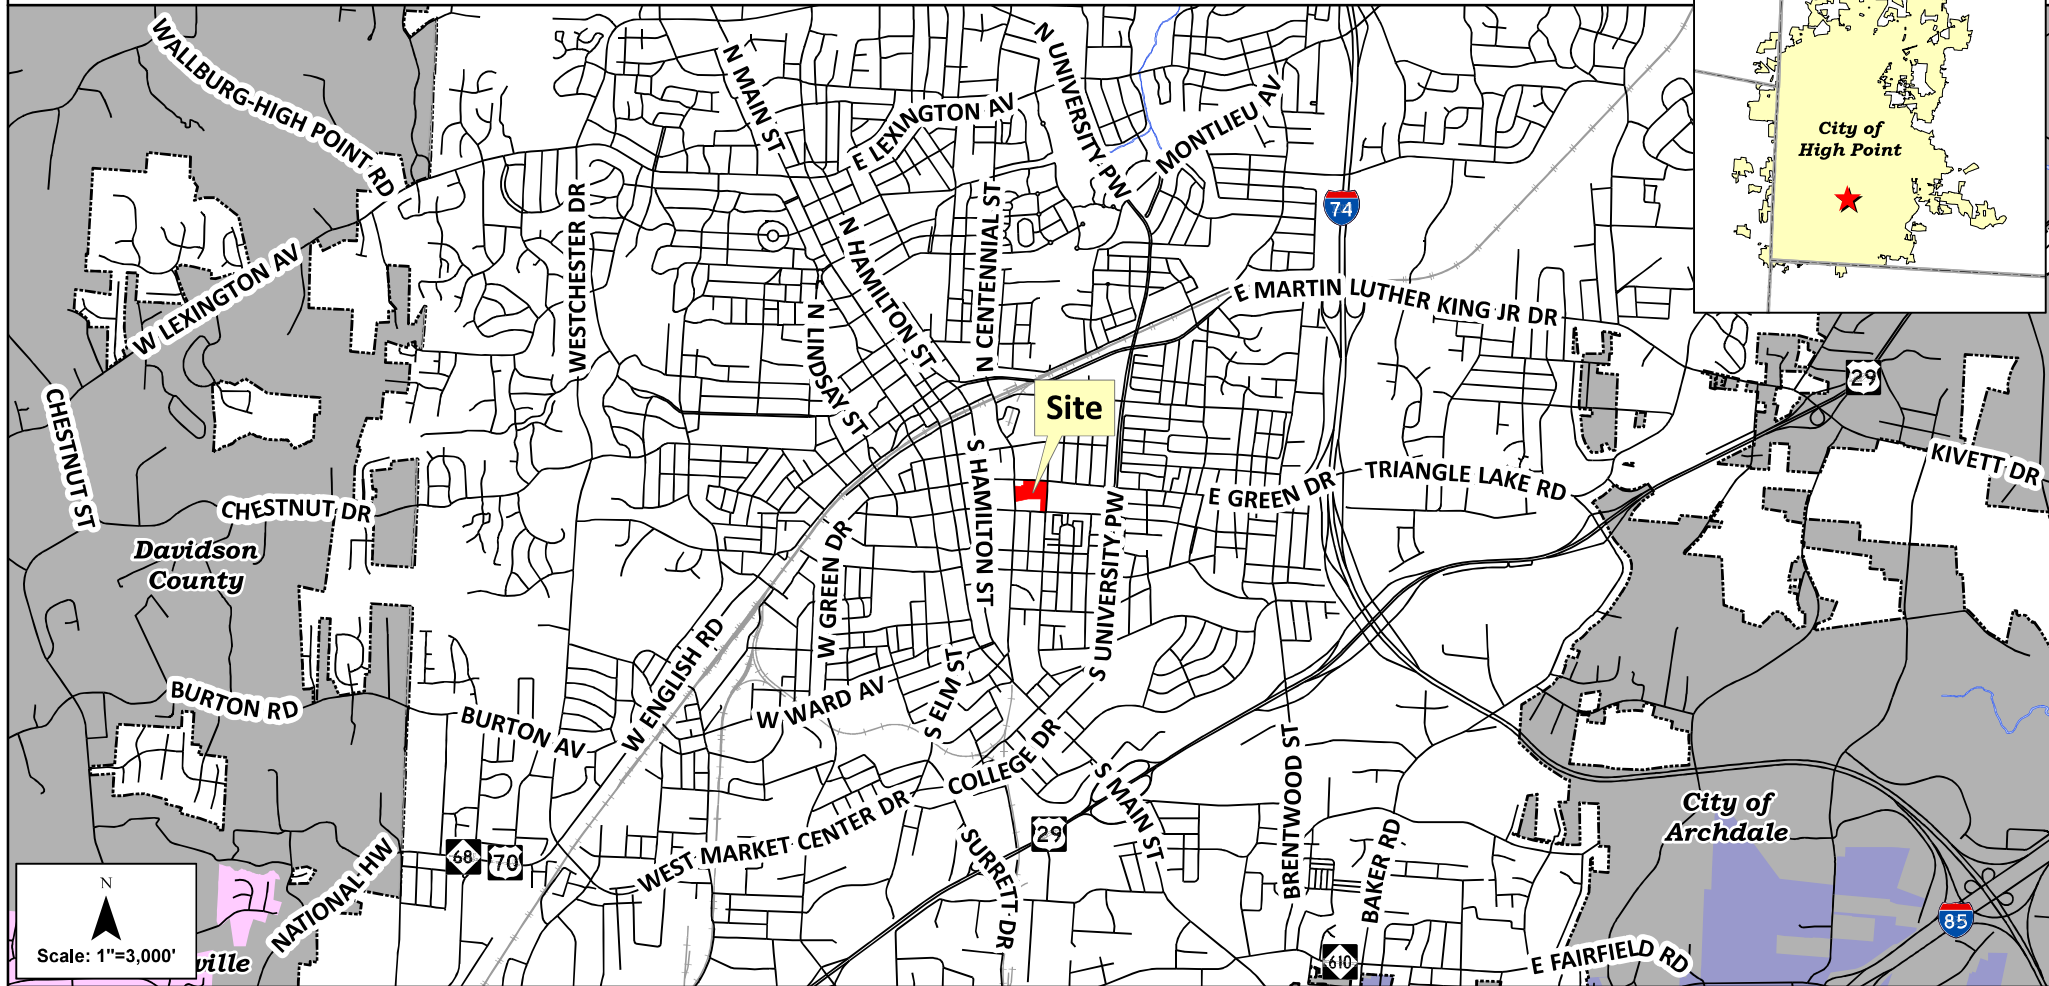 WALLBURG-HIGH POINT RD
N MAIN ST
E LEXINGTON AV
N UNIVERSITY PW
MONTLIEU AV
City of
High Point
74
WESTCHESTER DR
N HAMILTON ST
N CENTENNIAL ST
W LEXINGTON AV
E MARTIN LUTHER KING JR DR
N LINDSAY ST
29
Site
CHESTNUT ST
S HAMILTON ST
KIVETT DR
TRIANGLE LAKE RD
E GREEN DR
CHESTNUT DR
Davidson
County
W GREEN DR
S UNIVERSITY PW
W ENGLISH RD
S ELM ST
BURTON RD
W WARD AV
BURTON AV
COLLEGE DR
S MAIN ST
BRENTWOOD ST
WEST MARKET CENTER DR
City of
Archdale
29
SURRETT DR
BAKER RD
68
70
NATIONAL HW
N
Scale: 1"=3,000'
ville
610
E FAIRFIELD RD
85